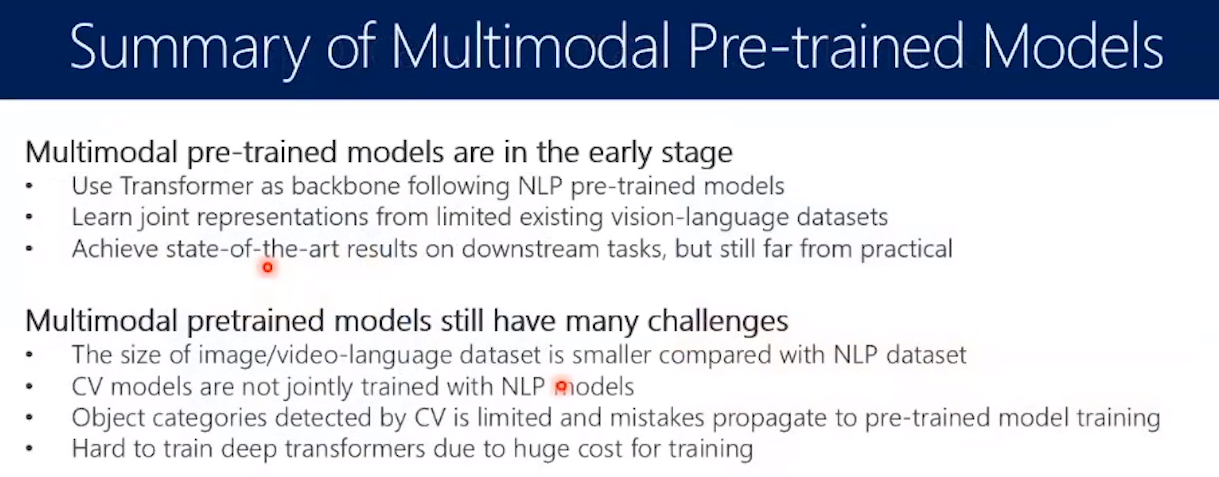 Summary of Multimodal Pre-trained Models
Multimodal pre-trained models are in the early stage
• Use Transformer as backbone following NLP pre-trained models
• Learn joint representations from limited existing vision-language datasets
• Achieve state-of-the-art results on downstream tasks, but still far from practical
Multimodal pretrained models still have many challenges
• The size of image/video-language dataset is smaller compared with NLP dataset
• CV models are not jointly trained with NLP models
• Object categories detected by CV is limited and mistakes propagate to pre-trained model training
• Hard to train deep transformers due to huge cost for training